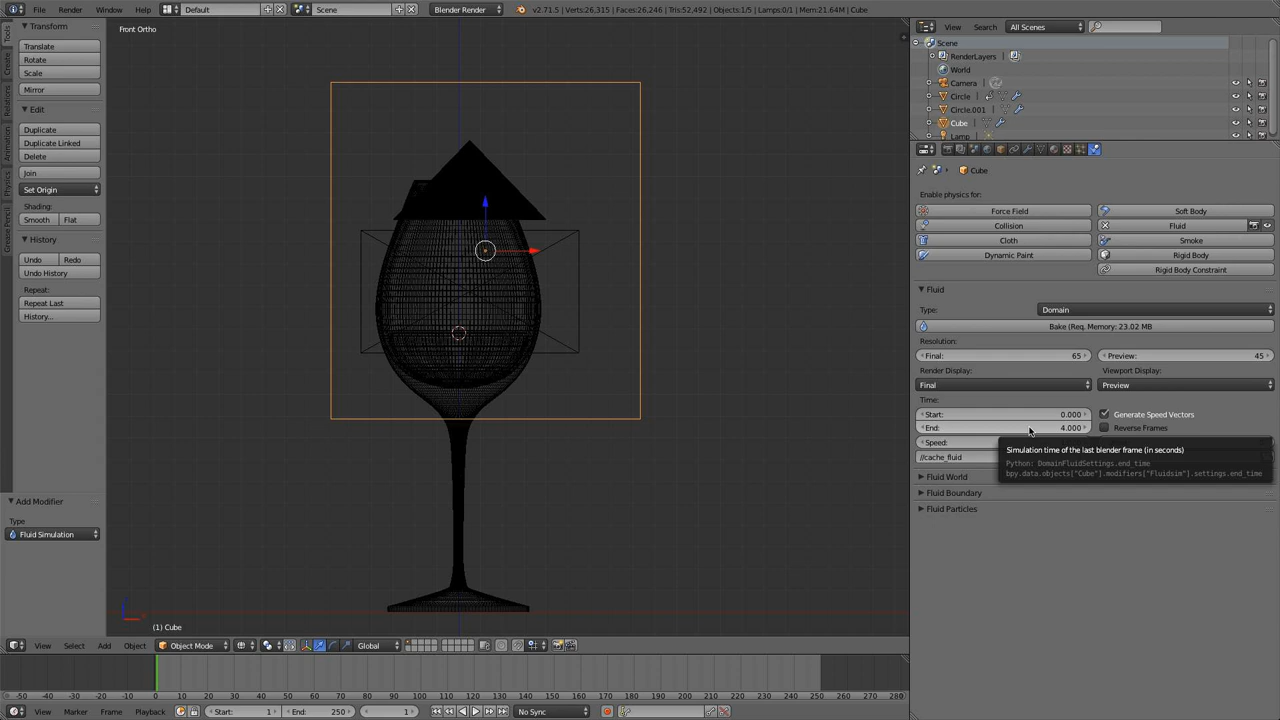 File Render Window Help Default Scene Blender Render v2.71.5 | Verts:26,315 | Faces:26,246 | Tris:52,492 | Objects:1/5 | Lamps:0/1 | Mem:21.64M | Cube
Tools
Create
Relations
Animation
Physics
Grease Pencil
Transform
Translate
Rotate
Scale
Mirror
Edit
Duplicate
Duplicate Linked
Delete
Join
Set Origin
Shading:
Smooth Flat
History
Undo Redo
Undo History
Repeat:
Repeat Last
History...
Add Modifier
Type
Fluid Simulation
Front Ortho
(1) Cube
View Select Add Object Object Mode Global
-50 -40 -30 -20 -10 0 10 20 30 40 50 60 70 80 90 100 110 120 130 140 150 160 170 180 190 200 210 220 230 240 250 260 270 280
View Marker Frame Playback Start: 1 End: 250 1 No Sync
View Search All Scenes
Scene
RenderLayers
World
Camera
Circle
Circle.001
Cube
Lamp
Cube
Enable physics for:
Force Field Soft Body
Collision Fluid
Cloth Smoke
Dynamic Paint Rigid Body
Rigid Body Constraint
Fluid
Type: Domain
Bake (Req. Memory: 23.02 MB
Resolution:
Final: 65 Preview: 45
Render Display: Viewport Display:
Final Preview
Time:
Start: 0.000 Generate Speed Vectors
End: 4.000 Reverse Frames
Speed:
//cache_fluid
Simulation time of the last blender frame (in seconds)
Python: DomainFluidSettings.end_time
bpy.data.objects["Cube"].modifiers["Fluidsim"].settings.end_time
Fluid World
Fluid Boundary
Fluid Particles